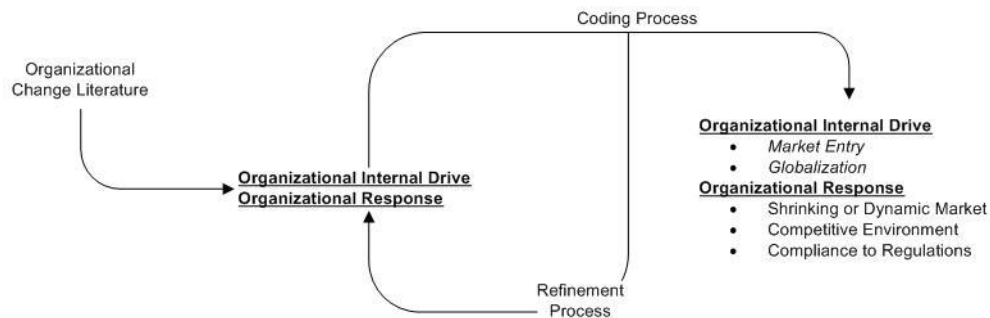 Coding Process
Organizational
Change Literature
Organizational Internal Drive
Organizational Response
Refinement
Process
Organizational Internal Drive
• Market Entry
• Globalization
Organizational Response
• Shrinking or Dynamic Market
• Competitive Environment
• Compliance to Regulations